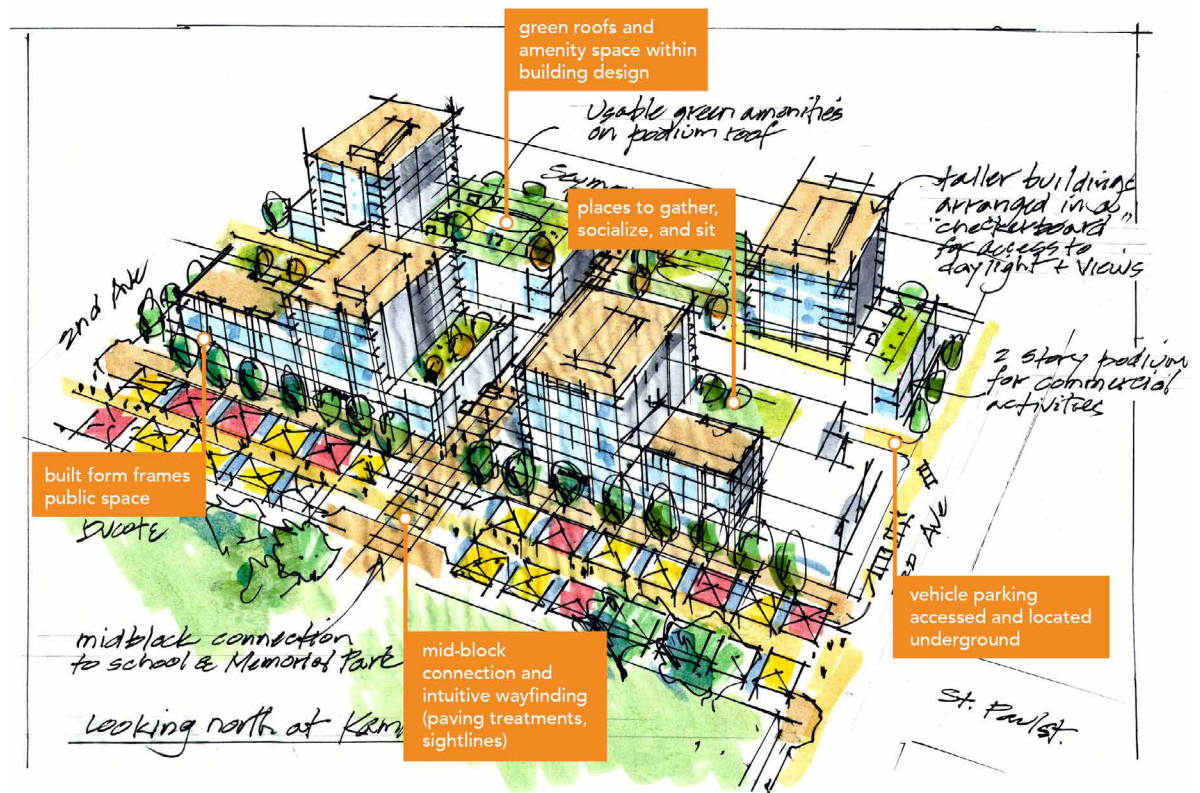 green roofs and
amenity space within
building design
Usable green amenities
on podium roof
Seym
places to gather,
socialize, and sit
taller buildings
arranged in a
"checkerboard"
for access to
daylight + views
2nd Ave
2 story podium
for commercial
activities
built form frames
public space
Ave
vehicle parking
accessed and located
underground
midblock connection
to school & Memorial Park
mid-block
connection and
intuitive wayfinding
(paving treatments,
sightlines)
Looking north at Kam
St. Paul St.